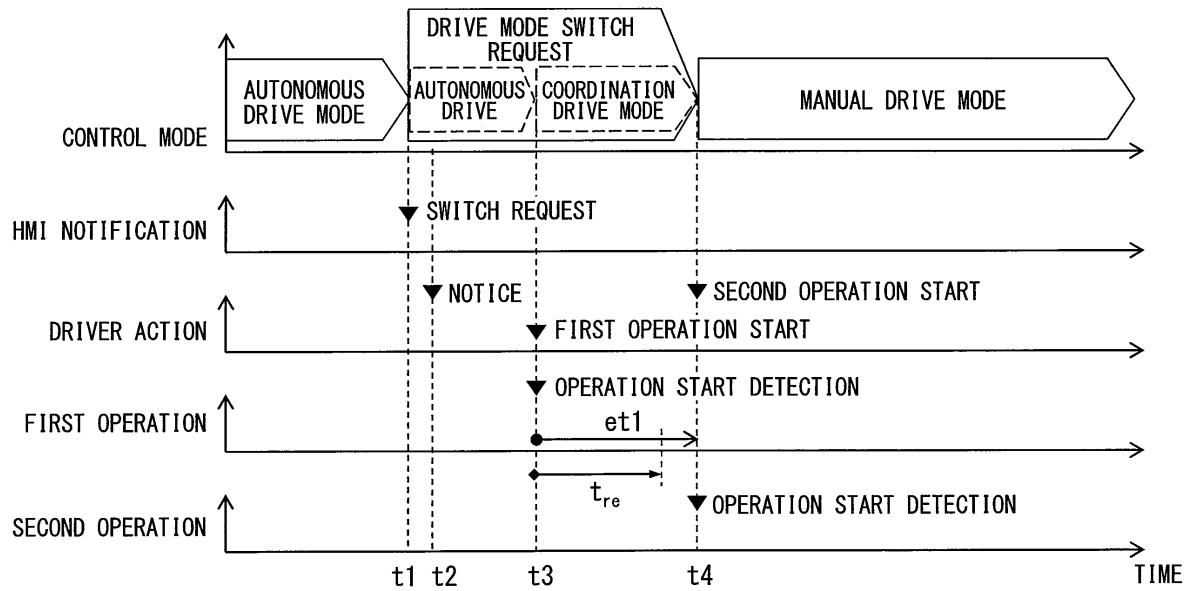 DRIVE MODE SWITCH
REQUEST
AUTONOMOUS
DRIVE MODE
AUTONOMOUS
DRIVE
COORDINATION
DRIVE MODE
MANUAL DRIVE MODE
CONTROL MODE
SWITCH REQUEST
HMI NOTIFICATION
NOTICE
SECOND OPERATION START
DRIVER ACTION
FIRST OPERATION START
OPERATION START DETECTION
FIRST OPERATION
et1
tre
OPERATION START DETECTION
SECOND OPERATION
t1 t2 t3 t4 TIME